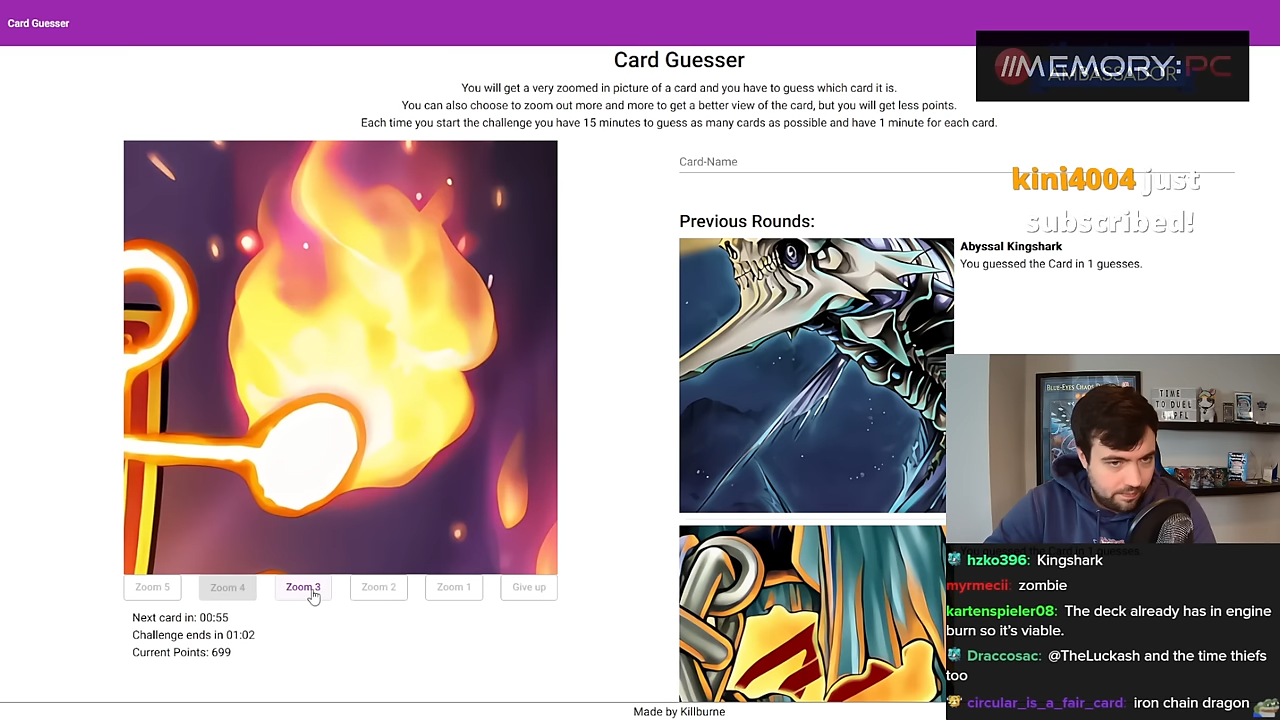 Card Guesser
Card Guesser
You will get a very zoomed in picture of a card and you have to guess which card it is.
You can also choose to zoom out more and more to get a better view of the card, but you will get less points.
Each time you start the challenge you have 15 minutes to guess as many cards as possible and have 1 minute for each card.
//MEMORY:PC
AMBASSADOR
Card-Name
kini4004 just
subscribed!
Previous Rounds:
Abyssal Kingshark
You guessed the Card in 1 guesses.
Zoom 5
Zoom 4
Zoom 3
Zoom 2
Zoom 1
Give up
Next card in: 00:55
Challenge ends in 01:02
Current Points: 699
TIME
TO DUEL
hzko396: Kingshark
myrmecii: zombie
kartenspieler08: The deck already has in engine
burn so it's viable.
Draccosac: @TheLuckash and the time thiefs
too
circular_is_a_fair_card: iron chain dragon
Made by Killburne